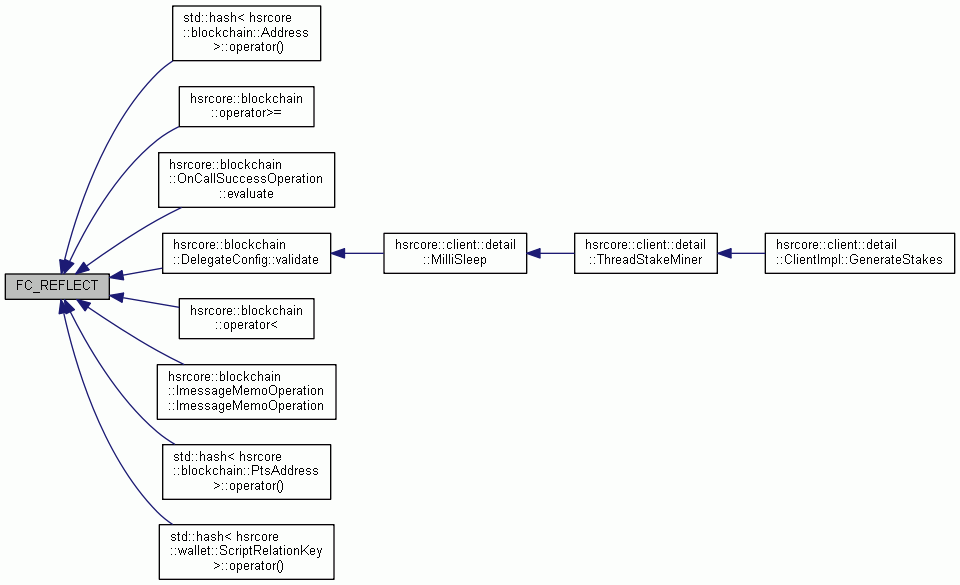 std::hash< hsrcore
::blockchain::Address
>::operator()
hsrcore::blockchain
::operator>=
hsrcore::blockchain
::OnCallSuccessOperation
::evaluate
hsrcore::blockchain
::DelegateConfig::validate
hsrcore::client::detail
::MilliSleep
hsrcore::client::detail
::ThreadStakeMiner
hsrcore::client::detail
::ClientImpl::GenerateStakes
FC_REFLECT
hsrcore::blockchain
::operator<
hsrcore::blockchain
::ImessageMemoOperation
::ImessageMemoOperation
std::hash< hsrcore
::blockchain::PtsAddress
>::operator()
std::hash< hsrcore
::wallet::ScriptRelationKey
>::operator()